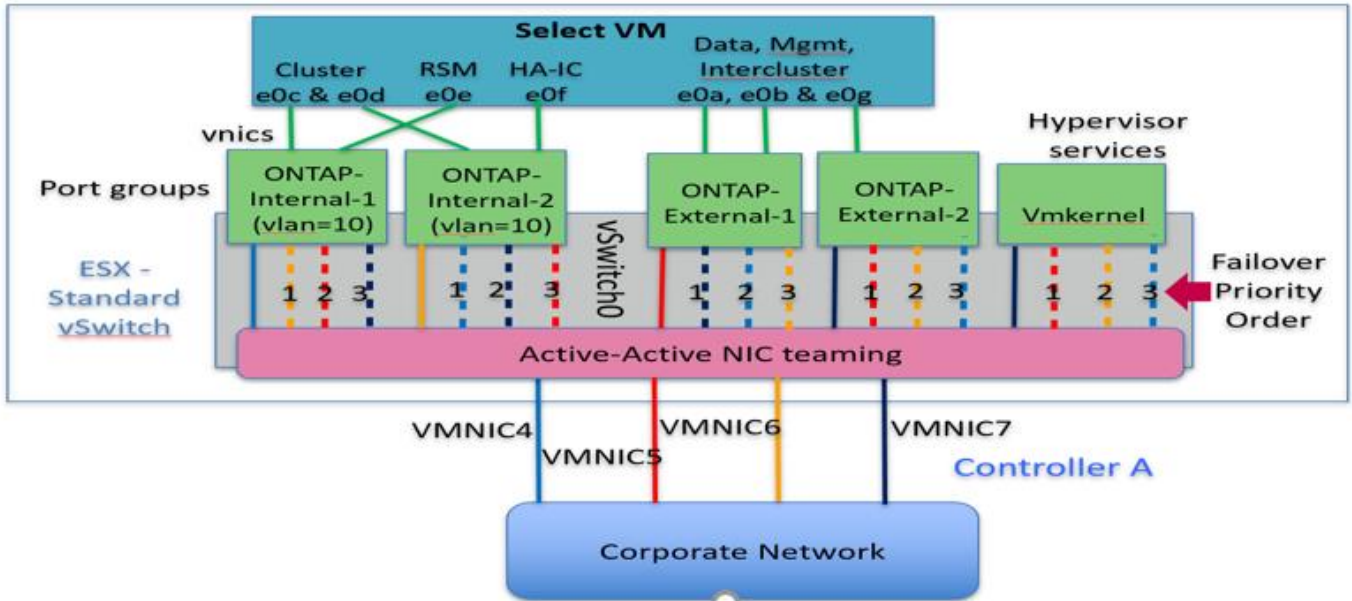 Select VM
Cluster
e0c & e0d
RSM
e0e
HA-IC
e0f
Data, Mgmt,
Intercluster
e0a, e0b & e0g
vnics
Hypervisor
services
Port groups
ONTAP-
Internal-1
(vlan=10)
ONTAP-
Internal-2
(vlan=10)
ONTAP-
External-1
ONTAP-
External-2
Vmkernel
vSwitch0
ESX -
Standard
vSwitch
1 2 3
1 2 3
1 2 3
1 2 3
1 2 3
Failover
Priority
Order
Active-Active NIC teaming
VMNIC4
VMNIC5
VMNIC6
VMNIC7
Controller A
Corporate Network